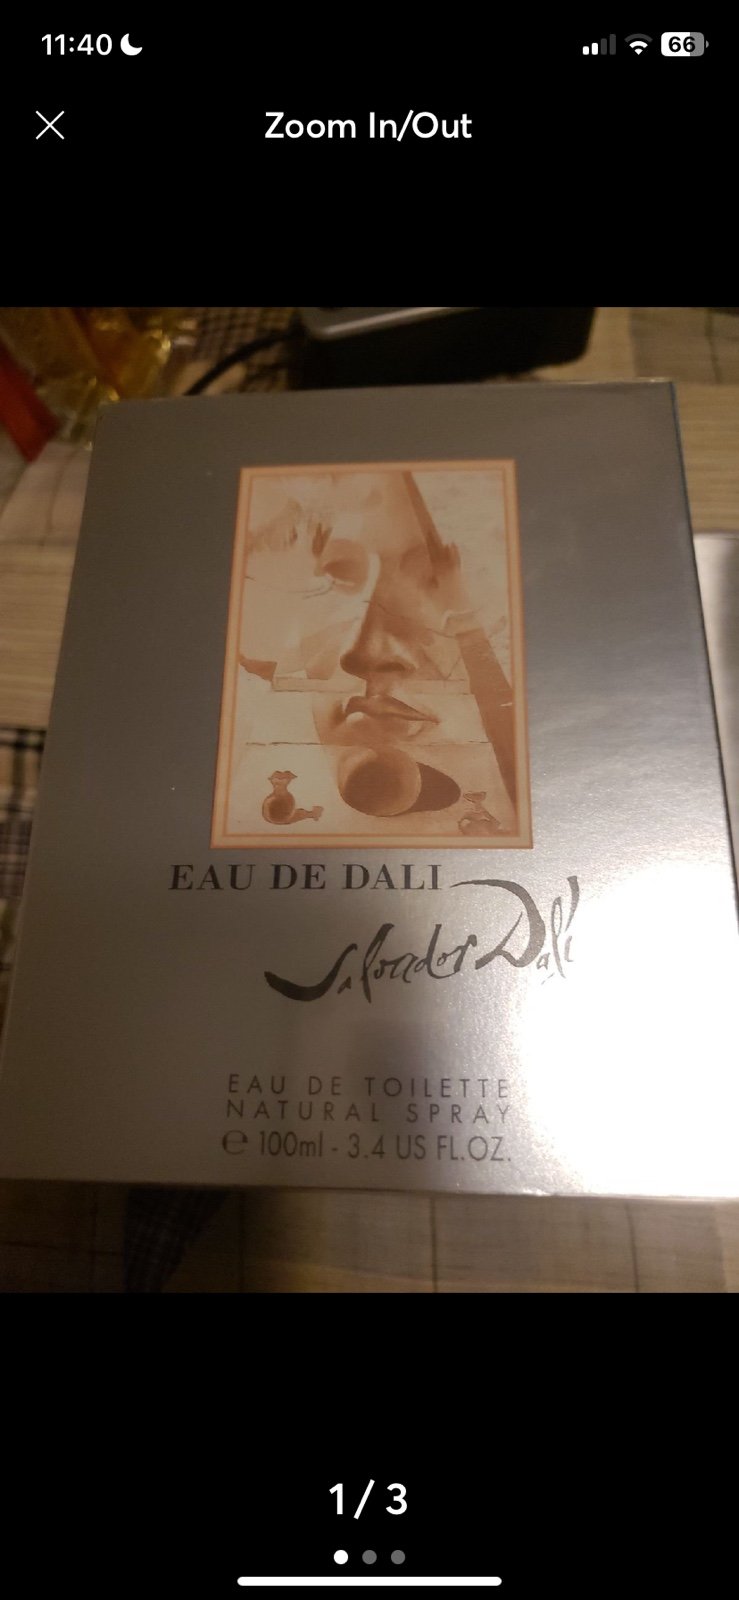 11:40
66
Zoom In/Out
EAU DE DALI
Salvador Dalí
EAU DE TOILETTE
NATURAL SPRAY
℮ 100ml - 3.4 US FL.OZ.
1 / 3